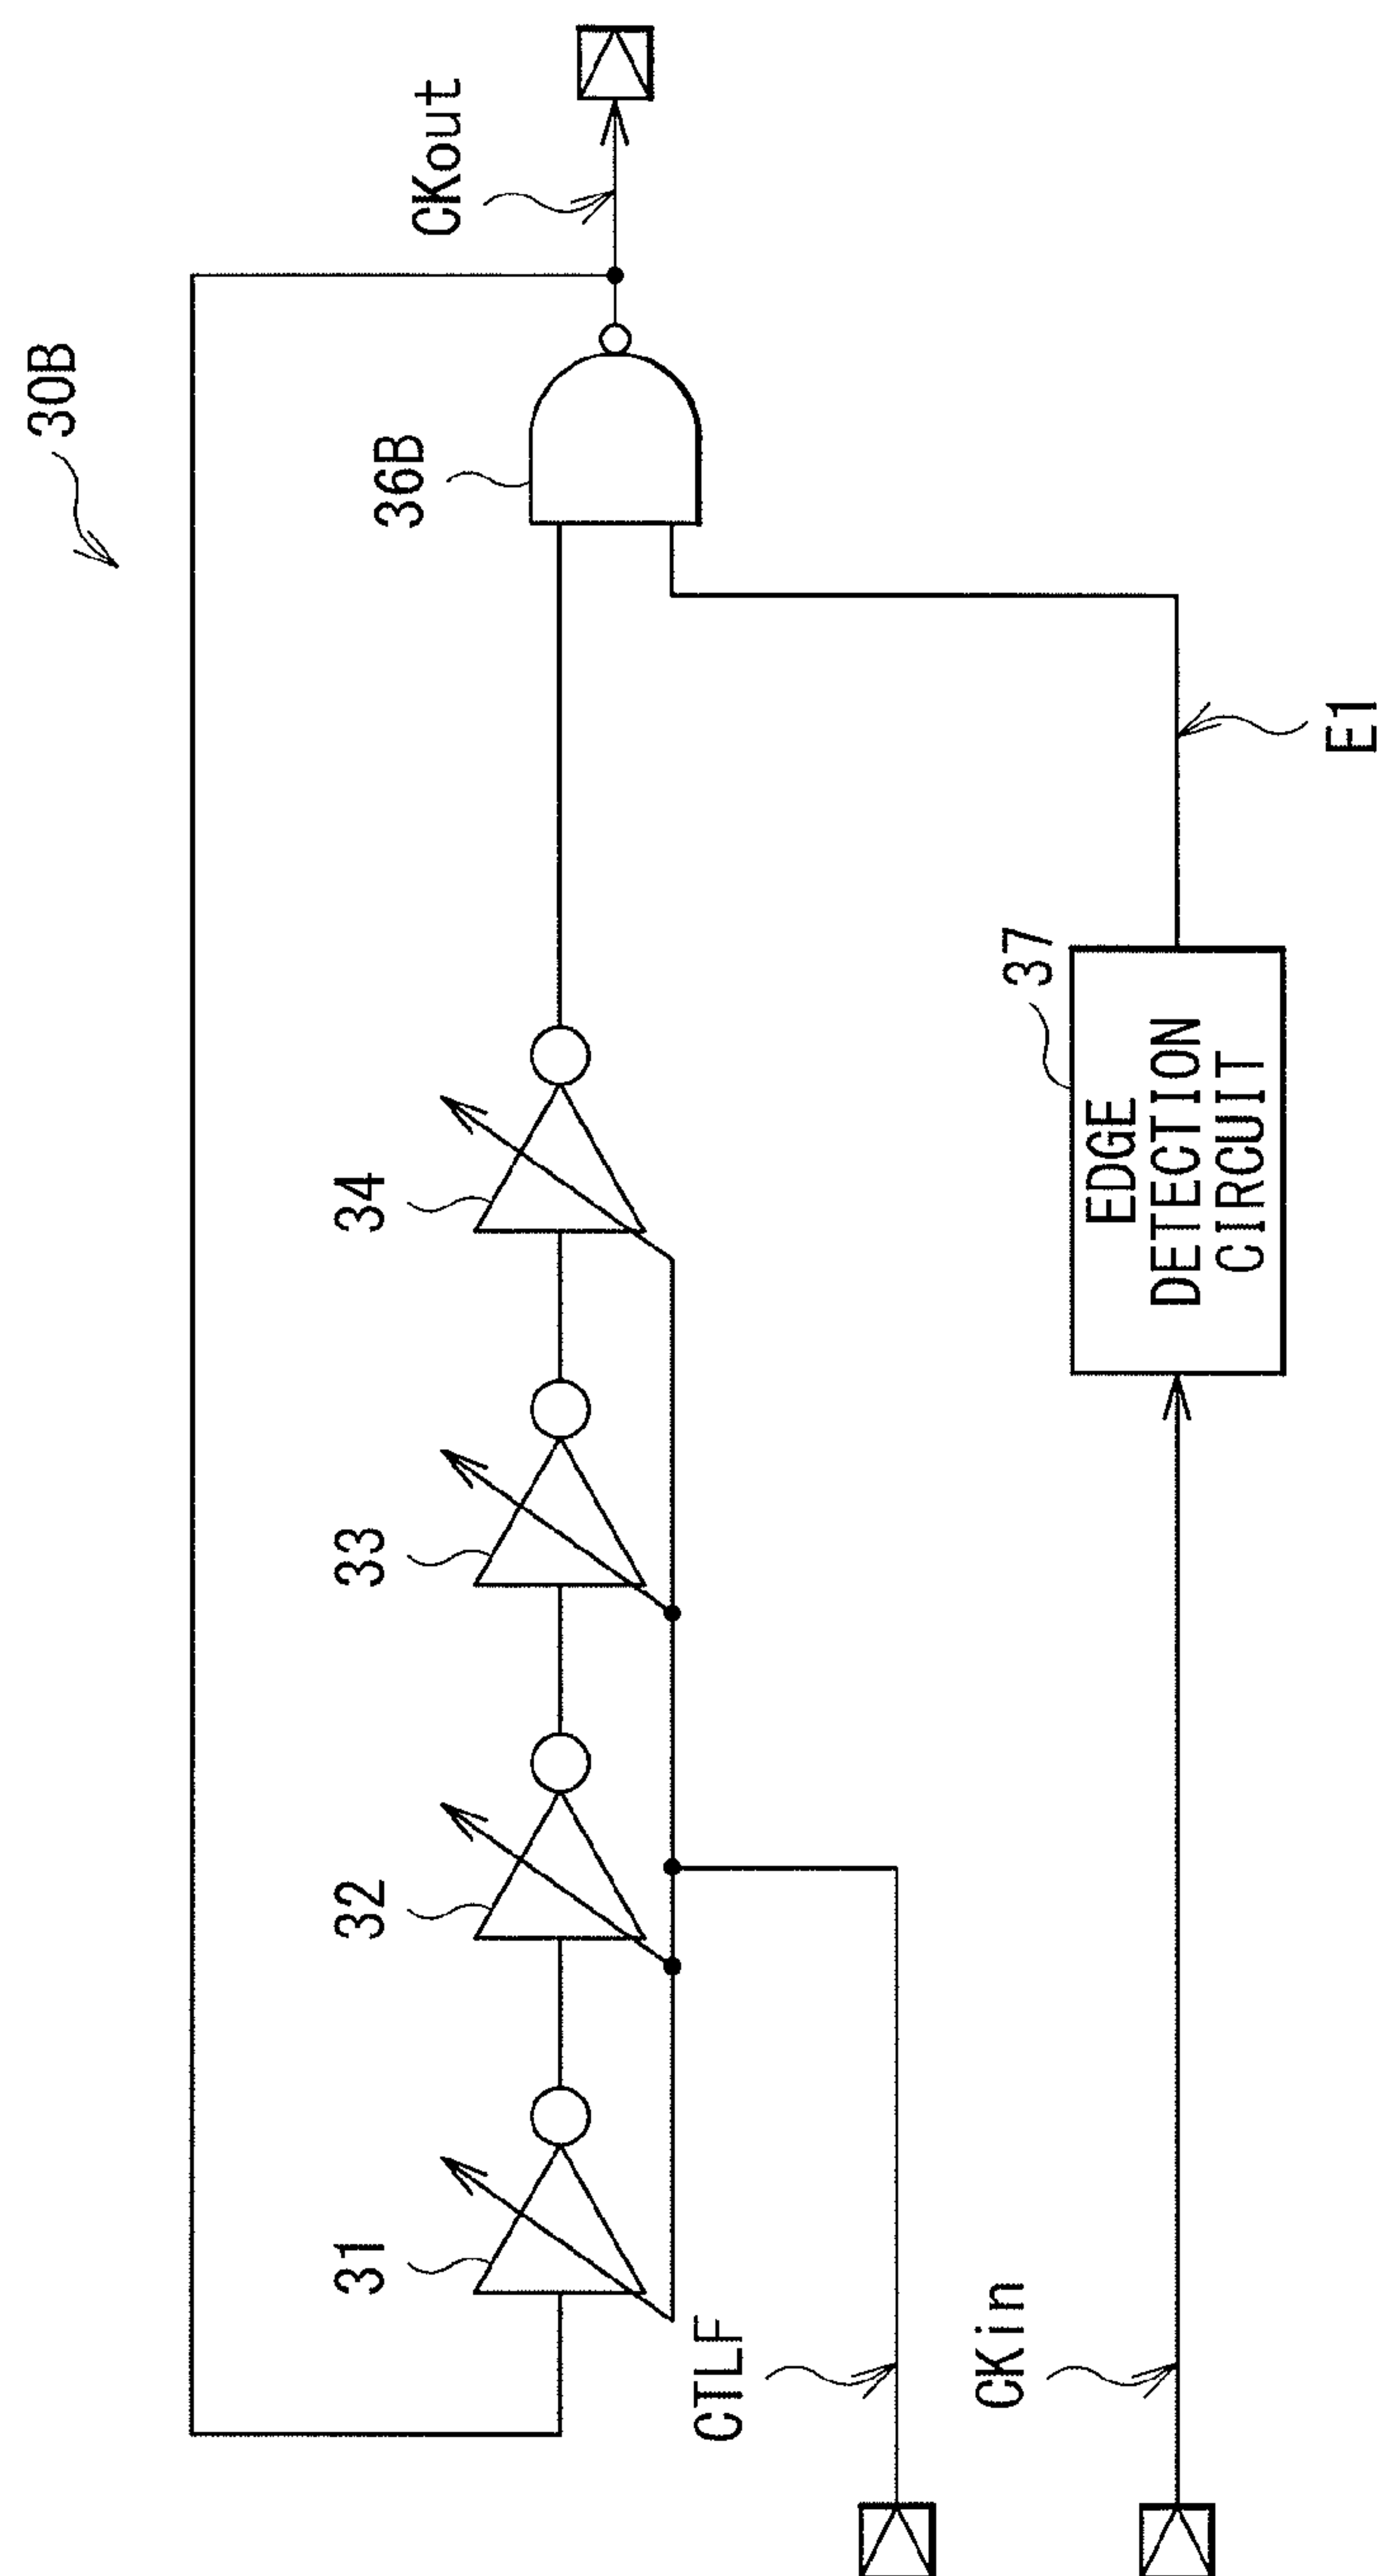 30B
CKout
36B
31
32
33
34
CTLF
CKin
37
EDGE
DETECTION
CIRCUIT
E1